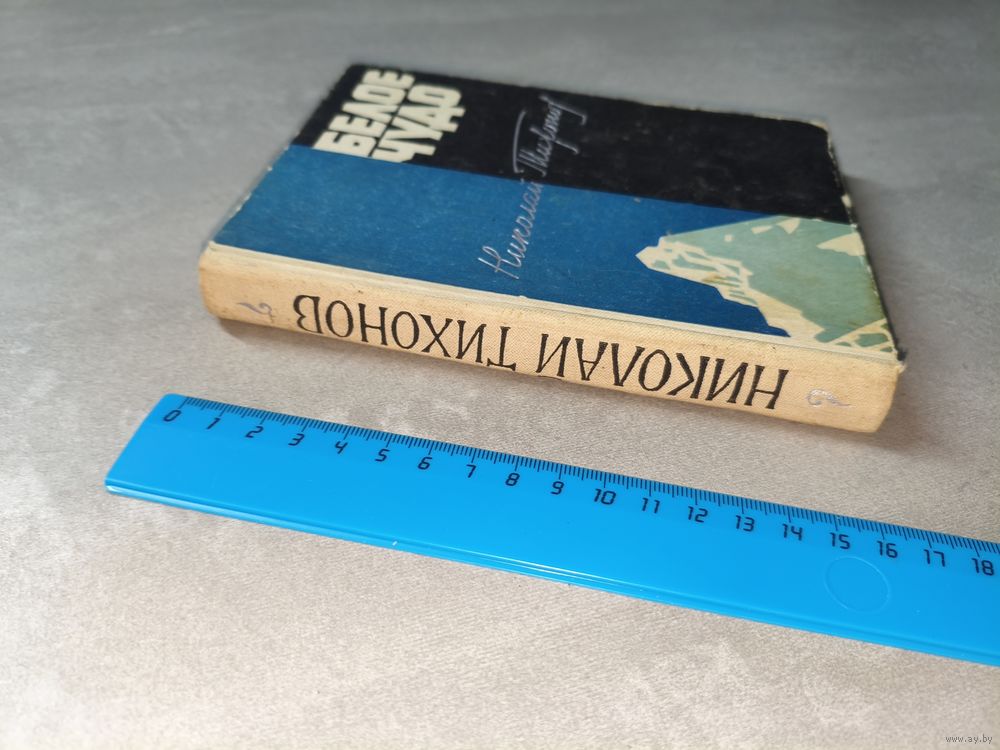 БЕЛОЕ
ЧУДО
Николай Тихонов
НИКОЛАЙ ТИХОНОВ
0 1 2 3 4 5 6 7 8 9 10 11 12 13 14 15 16 17 18
www.ay.by